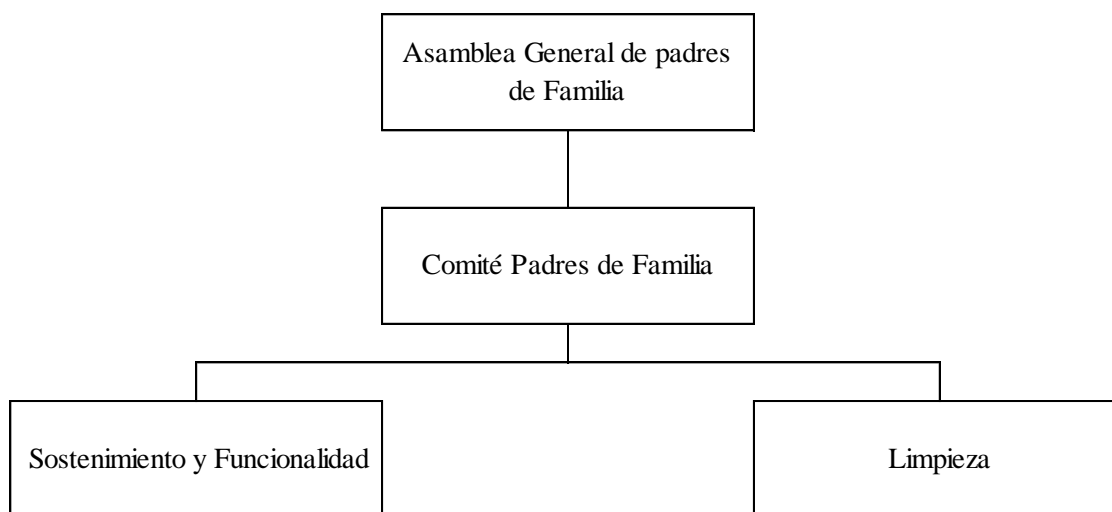 Asamblea General de padres
de Familia
Comité Padres de Familia
Sostenimiento y Funcionalidad
Limpieza